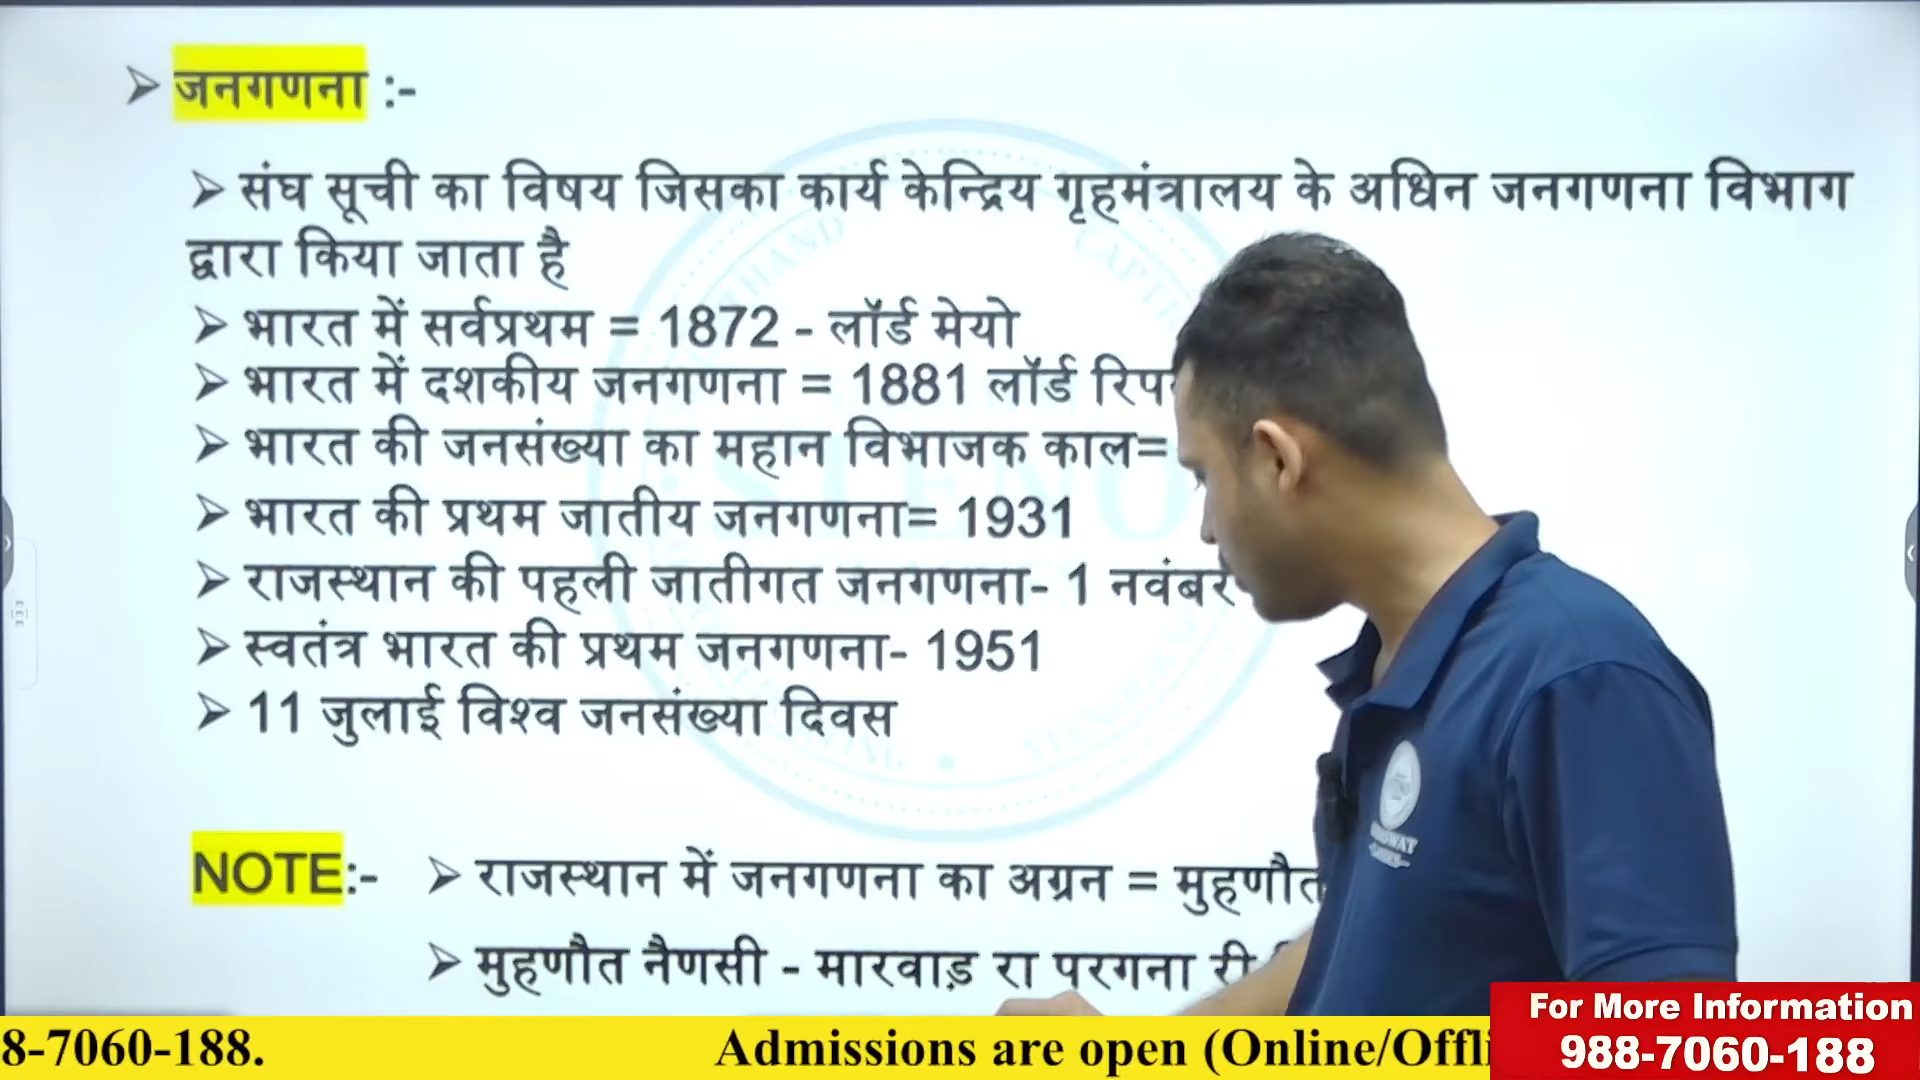 ➢ जनगणना :-
➢ संघ सूची का विषय जिसका कार्य केन्द्रिय गृहमंत्रालय के अधिन जनगणना विभाग
द्वारा किया जाता है
➢ भारत में सर्वप्रथम = 1872 - लॉर्ड मेयो
➢ भारत में दशकीय जनगणना = 1881 लॉर्ड
➢ भारत की जनसंख्या का महान विभाजक काल=
➢ भारत की प्रथम जातीय जनगणना= 1931
➢ राजस्थान की पहली जातीगत जनगणना- 1 नवंबर
➢ स्वतंत्र भारत की प्रथम जनगणना- 1951
➢ 11 जुलाई विश्व जनसंख्या दिवस
NOTE:- ➢ राजस्थान में जनगणना का अग्रन = मुहणौत
➢ मुहणौत नैणसी - मारवाड़ रा परगना री
8-7060-188. Admissions are open (Online/Offli
For More Information
988-7060-188